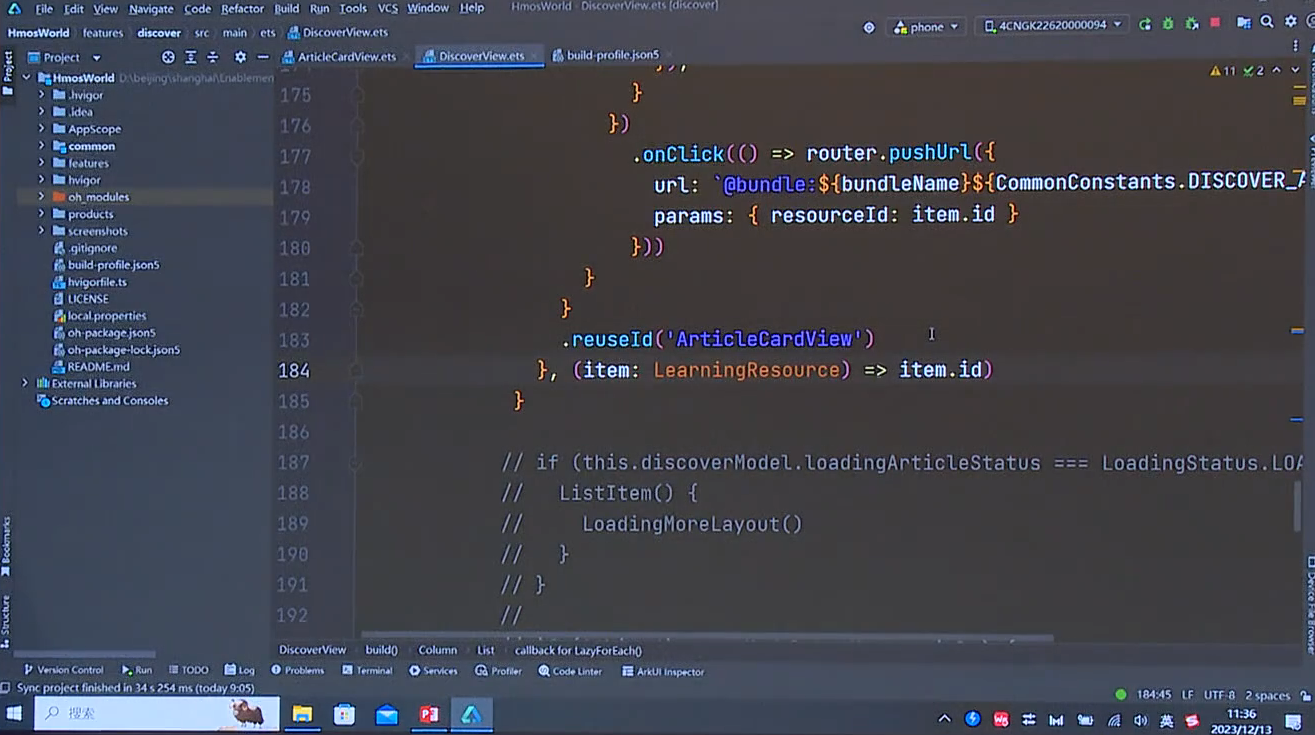 File Edit View Navigate Code Refactor Build Run Tools VCS Window Help HmosWorld - DiscoverView.ets [discover]
HmosWorld features discover src main ets DiscoverView.ets
phone 4CNGK22620000094
Project
Project
ArticleCardView.ets DiscoverView.ets build-profile.json5
HmosWorld D:\beijing\shanghai\Enablemen
.hvigor
.idea
AppScope
common
features
hvigor
oh_modules
products
screenshots
.gitignore
build-profile.json5
hvigorfile.ts
LICENSE
local.properties
oh-package.json5
oh-package-lock.json5
README.md
External Libraries
Scratches and Consoles
11 2
175 }
176 })
177 .onClick(() => router.pushUrl({
178 url: `@bundle:${bundleName}${CommonConstants.DISCOVER_
179 params: { resourceId: item.id }
180 }))
181 }
182 }
183 .reuseId('ArticleCardView')
184 }, (item: LearningResource) => item.id)
185 }
186
187 // if (this.discoverModel.loadingArticleStatus === LoadingStatus.LOA
188 // ListItem() {
189 // LoadingMoreLayout()
190 // }
191 // }
192 //
Bookmarks
Structure
Device File Browser
DiscoverView build() Column List callback for LazyForEach()
Version Control Run TODO Log Problems Terminal Services Profiler Code Linter ArkUI Inspector
Sync project finished in 34 s 254 ms (today 9:05) 184:45 LF UTF-8 2 spaces
搜索
英
11:36
2023/12/13